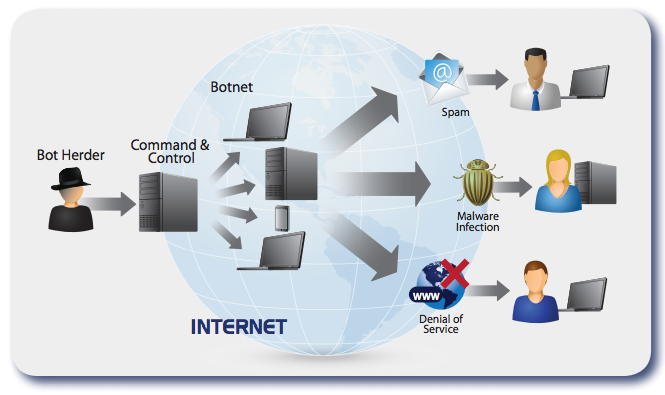 Bot Herder
Command &
Control
Botnet
@
Spam
Malware
Infection
www
Denial of
Service
INTERNET